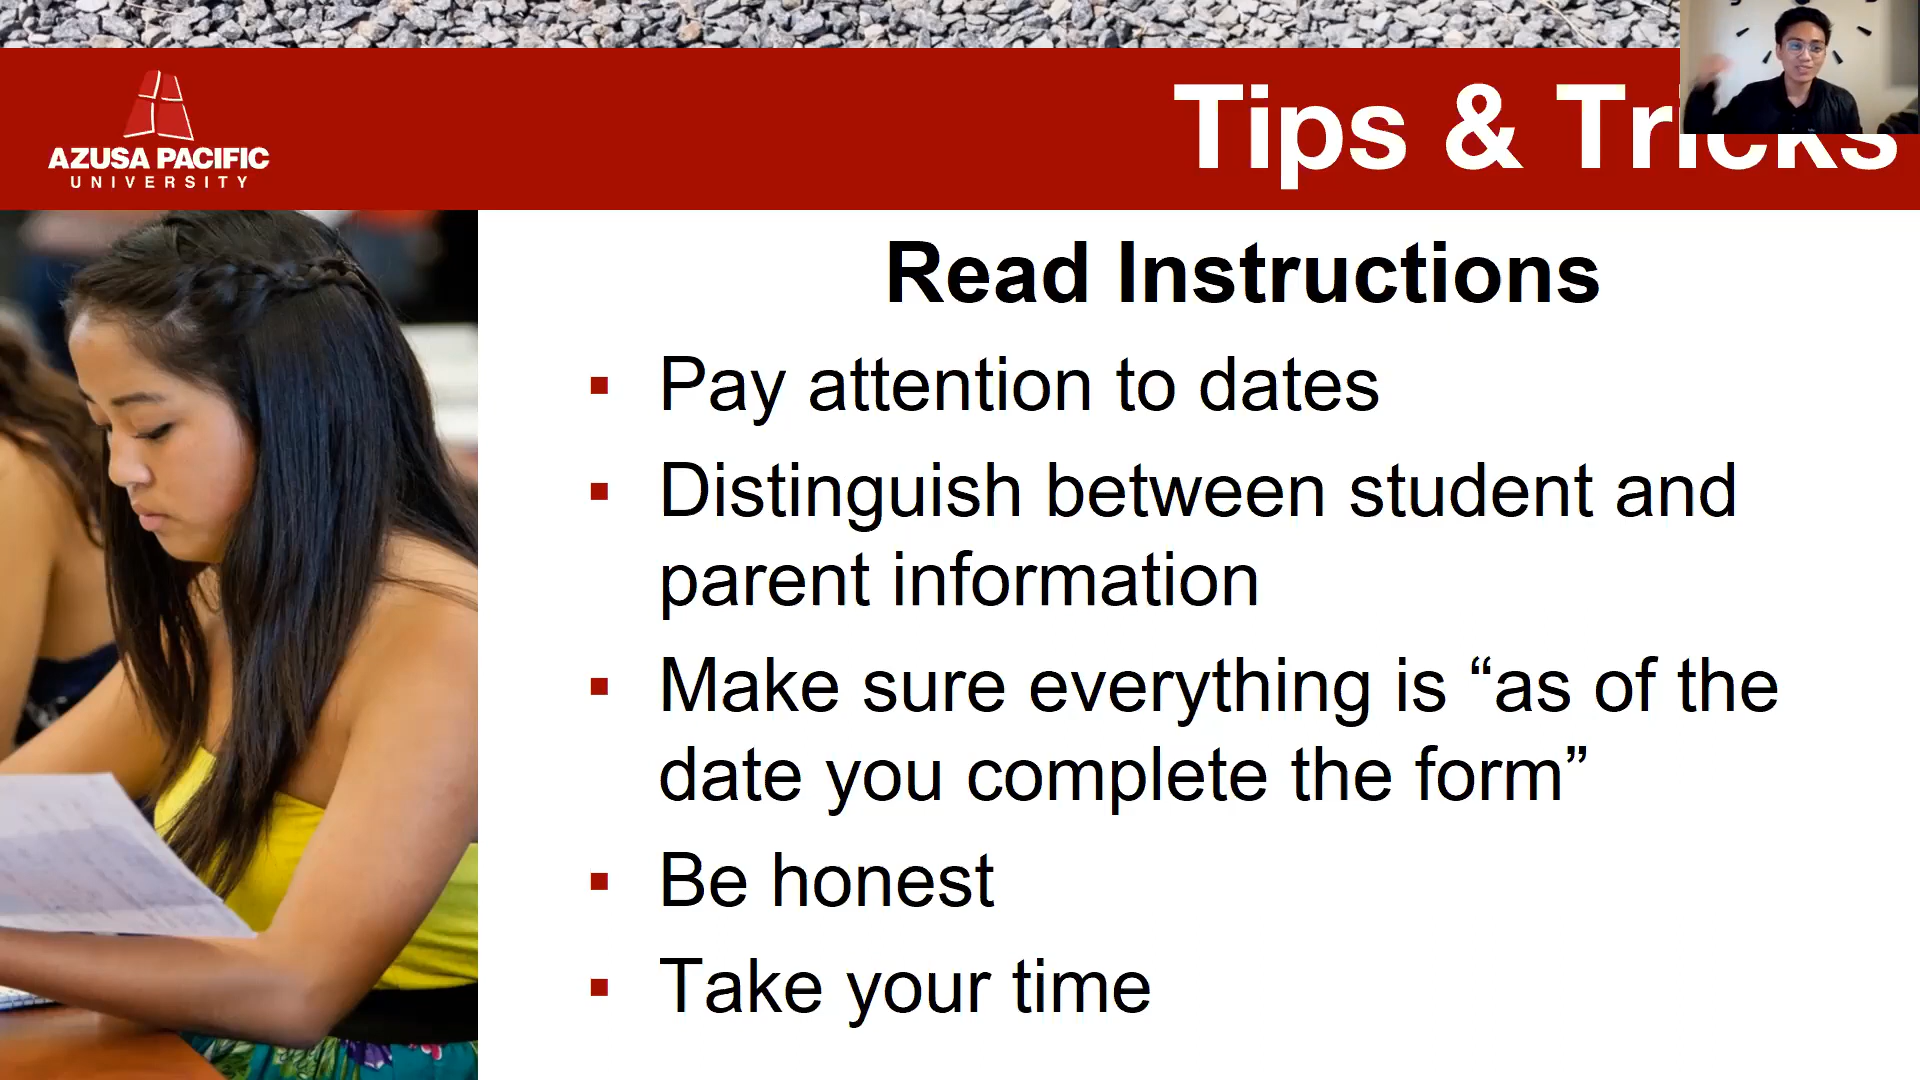 AZUSA PACIFIC
UNIVERSITY
Tips & Tricks
Read Instructions
▪ Pay attention to dates
▪ Distinguish between student and
parent information
▪ Make sure everything is “as of the
date you complete the form”
▪ Be honest
▪ Take your time